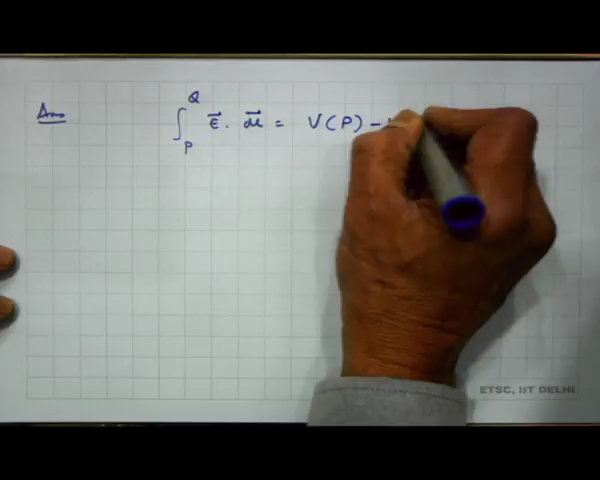 Ans
∫_P^Q E⃗ . dl⃗ = V(P) -
ETSC, IIT DELHI